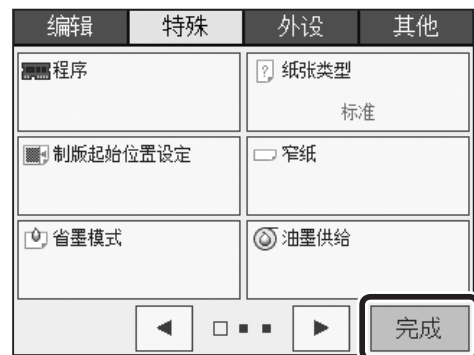 编辑 特殊 外设 其他
程序 纸张类型
标准
制版起始位置设定 窄纸
省墨模式 油墨供给
完成